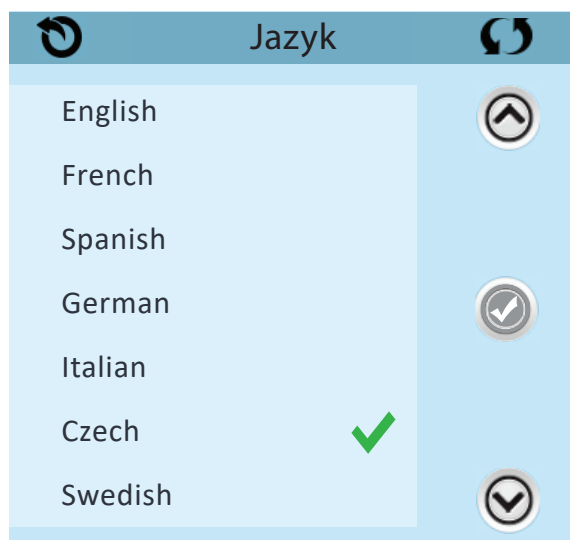 Jazyk
English
French
Spanish
German
Italian
Czech
Swedish